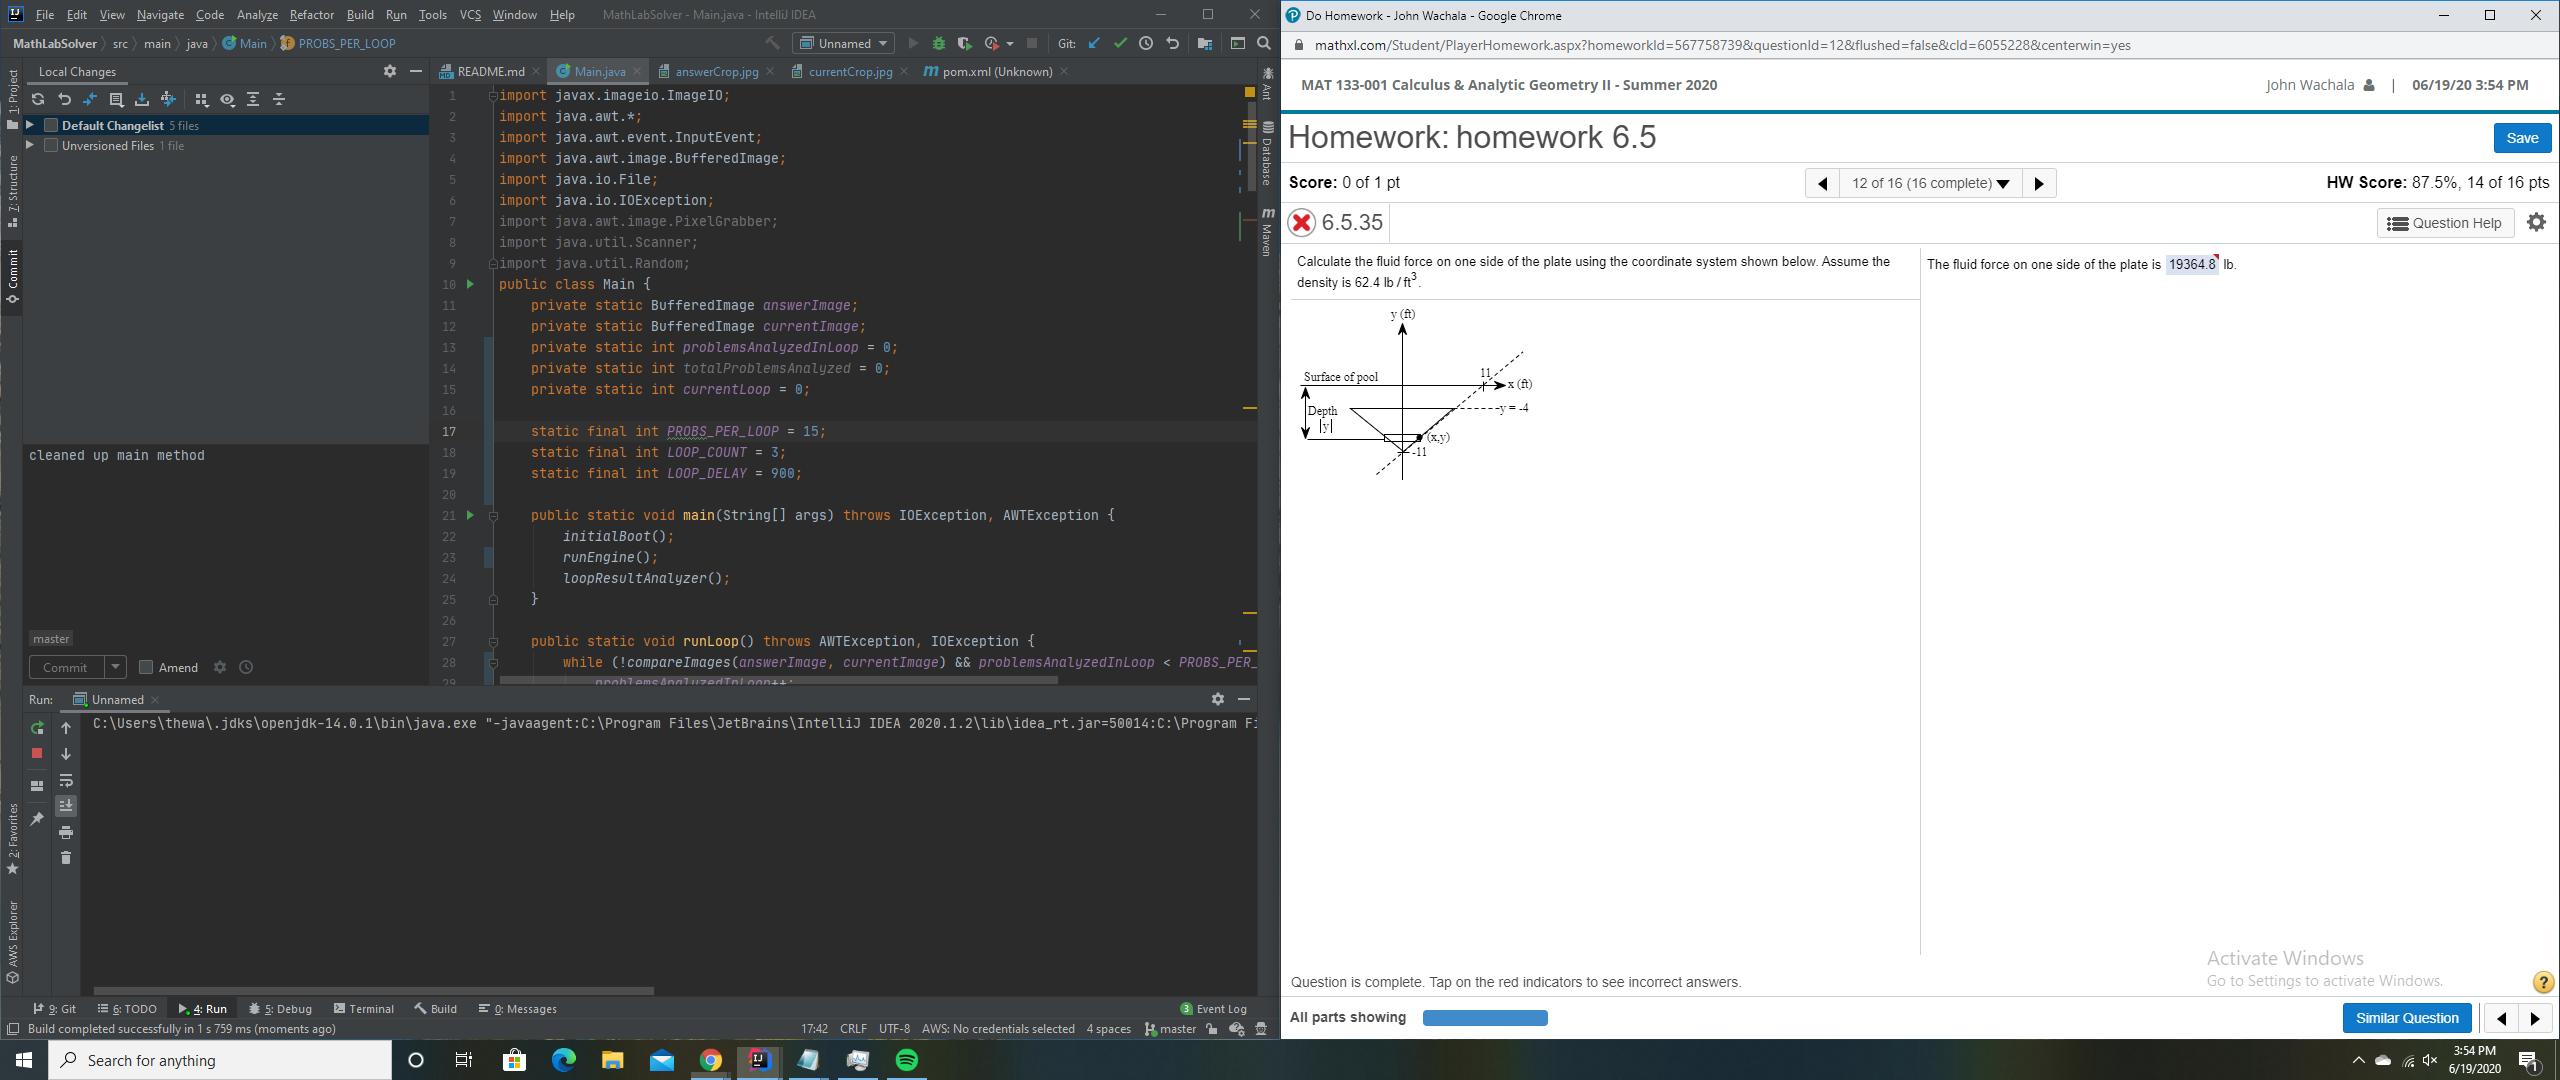 File Edit View Navigate Code Analyze Refactor Build Run Tools VCS Window Help MathLabSolver - Main.java - IntelliJ IDEA
MathLabSolver src main java Main PROBS_PER_LOOP Unnamed Git:
Local Changes README.md Main.java answerCrop.jpg currentCrop.jpg pom.xml (Unknown)
Default Changelist 5 files
Unversioned Files 1 file
1: Project
7: Structure
Commit
2: Favorites
AWS Explorer
cleaned up main method
master
Commit Amend
1 import javax.imageio.ImageIO;
2 import java.awt.*;
3 import java.awt.event.InputEvent;
4 import java.awt.image.BufferedImage;
5 import java.io.File;
6 import java.io.IOException;
7 import java.awt.image.PixelGrabber;
8 import java.util.Scanner;
9 import java.util.Random;
10 public class Main {
11 private static BufferedImage answerImage;
12 private static BufferedImage currentImage;
13 private static int problemsAnalyzedInLoop = 0;
14 private static int totalProblemsAnalyzed = 0;
15 private static int currentLoop = 0;
16
17 static final int PROBS_PER_LOOP = 15;
18 static final int LOOP_COUNT = 3;
19 static final int LOOP_DELAY = 900;
20
21 public static void main(String[] args) throws IOException, AWTException {
22 initialBoot();
23 runEngine();
24 loopResultAnalyzer();
25 }
26
27 public static void runLoop() throws AWTException, IOException {
28 while (!compareImages(answerImage, currentImage) && problemsAnalyzedInLoop < PROBS_PER_
29 problemsAnalyzedInLoop++;
Ant
Database
Maven
Run: Unnamed
C:\Users\thewa\.jdks\openjdk-14.0.1\bin\java.exe "-javaagent:C:\Program Files\JetBrains\IntelliJ IDEA 2020.1.2\lib\idea_rt.jar=50014:C:\Program Fi
9: Git 6: TODO 4: Run 5: Debug Terminal Build 0: Messages 3 Event Log
Build completed successfully in 1 s 759 ms (moments ago) 17:42 CRLF UTF-8 AWS: No credentials selected 4 spaces master
Do Homework - John Wachala - Google Chrome
mathxl.com/Student/PlayerHomework.aspx?homeworkId=567758739&questionId=12&flushed=false&cId=6055228&centerwin=yes
MAT 133-001 Calculus & Analytic Geometry II - Summer 2020 John Wachala | 06/19/20 3:54 PM
Homework: homework 6.5 Save
Score: 0 of 1 pt 12 of 16 (16 complete) HW Score: 87.5%, 14 of 16 pts
6.5.35 Question Help
Calculate the fluid force on one side of the plate using the coordinate system shown below. Assume the
density is 62.4 lb/ft³.
The fluid force on one side of the plate is 19364.8 lb.
y (ft)
Surface of pool 11 x (ft)
Depth y = -4
|y| (x,y)
-11
Activate Windows
Go to Settings to activate Windows.
Question is complete. Tap on the red indicators to see incorrect answers. ?
All parts showing Similar Question
Search for anything 3:54 PM
6/19/2020 1